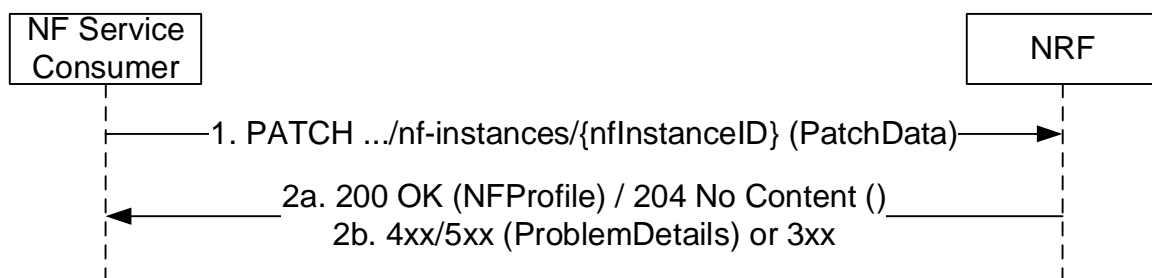 NF Service
Consumer
NRF
1. PATCH .../nf-instances/{nfInstanceID} (PatchData)
2a. 200 OK (NFProfile) / 204 No Content ()
2b. 4xx/5xx (ProblemDetails) or 3xx